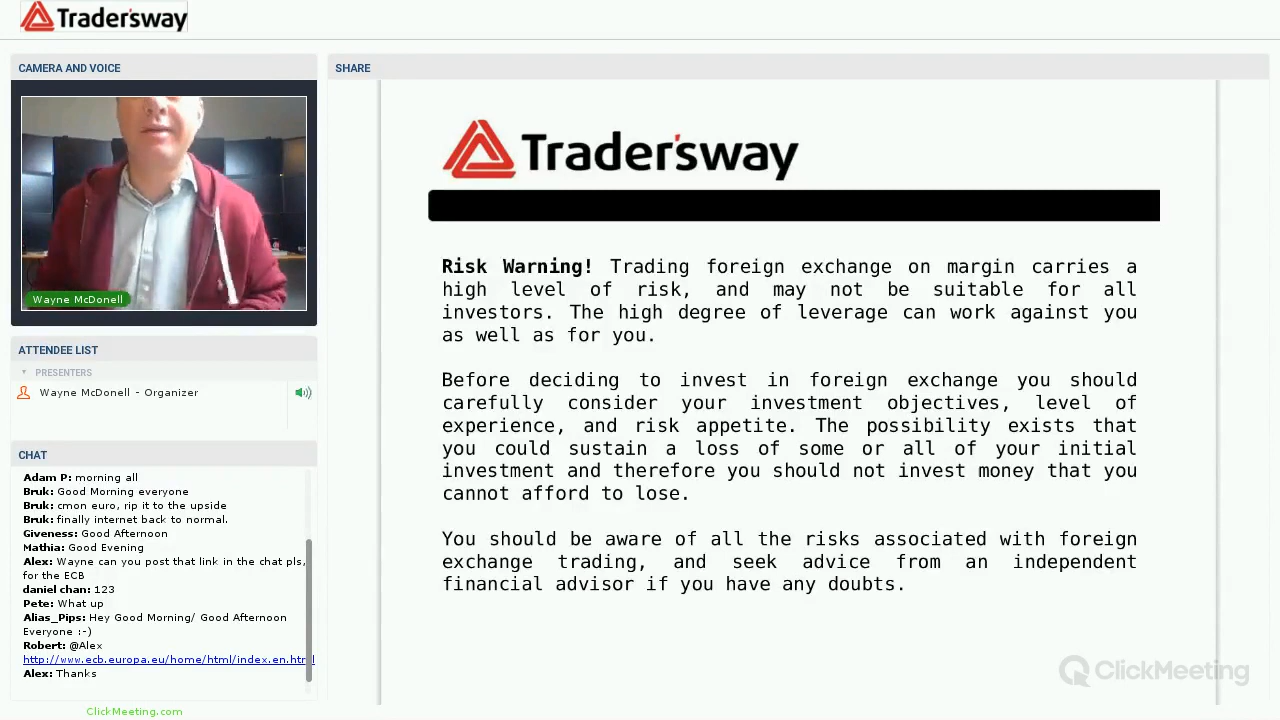 Tradersway
CAMERA AND VOICE
SHARE
Wayne McDonell
Tradersway
Risk Warning! Trading foreign exchange on margin carries a
high level of risk, and may not be suitable for all
investors. The high degree of leverage can work against you
as well as for you.
Before deciding to invest in foreign exchange you should
carefully consider your investment objectives, level of
experience, and risk appetite. The possibility exists that
you could sustain a loss of some or all of your initial
investment and therefore you should not invest money that you
cannot afford to lose.
You should be aware of all the risks associated with foreign
exchange trading, and seek advice from an independent
financial advisor if you have any doubts.
ATTENDEE LIST
PRESENTERS
Wayne McDonell - Organizer
CHAT
Adam P: morning all
Bruk: Good Morning everyone
Bruk: cmon euro, rip it to the upside
Bruk: finally internet back to normal.
Giveness: Good Afternoon
Mathia: Good Evening
Alex: Wayne can you post that link in the chat pls,
for the ECB
daniel chan: 123
Pete: What up
Alias_Pips: Hey Good Morning/ Good Afternoon
Everyone :-)
Robert: @Alex
http://www.ecb.europa.eu/home/html/index.en.html
Alex: Thanks
ClickMeeting
ClickMeeting.com